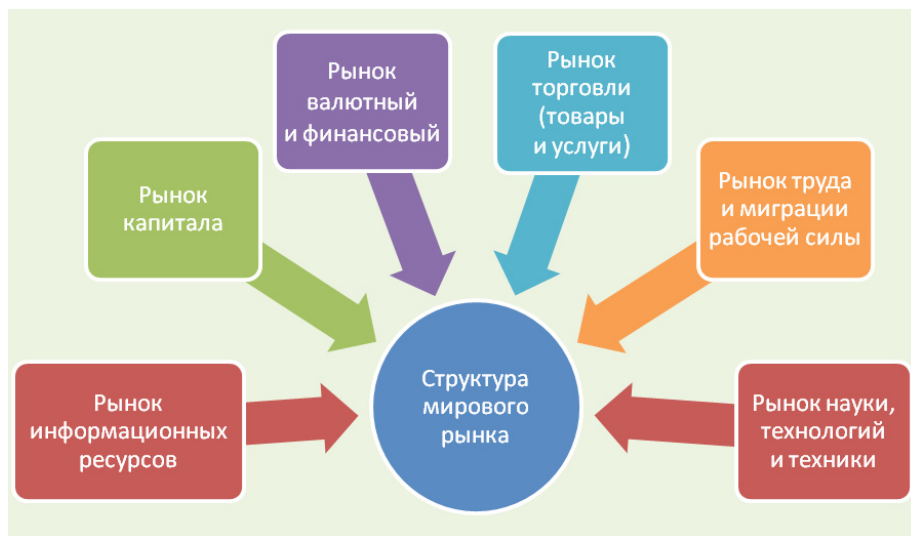 Рынок
информационных
ресурсов
Рынок
капитала
Рынок
валютный
и финансовый
Рынок
торговли
(товары
и услуги)
Рынок труда
и миграции
рабочей силы
Рынок науки,
технологий
и техники
Структура
мирового
рынка